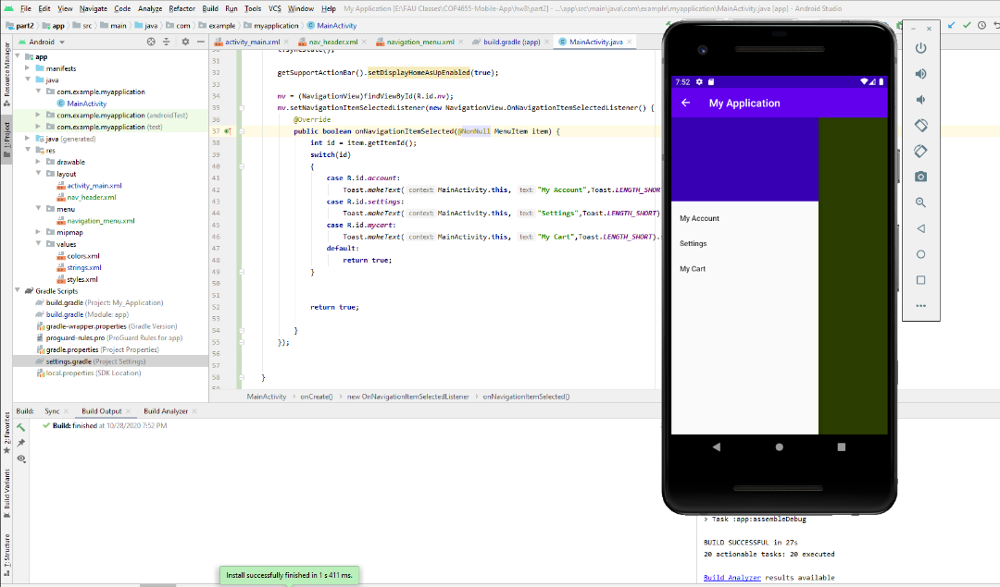 File Edit View Navigate Code Analyze Refactor Build Run Tools VCS Window Help My Application [E:\FAU Classes\COP4655-Mobile-App\hw8\part2] - ...\app\src\main\java\com\example\myapplication\MainActivity.java [app] - Android Studio
part2 app src main java com example myapplication MainActivity
Android
activity_main.xml nav_header.xml navigation_menu.xml build.gradle (:app) MainActivity.java
Resource Manager
1: Project
2: Favorites
Build Variants
7: Structure
app
manifests
java
com.example.myapplication
MainActivity
com.example.myapplication (androidTest)
com.example.myapplication (test)
java (generated)
res
drawable
layout
activity_main.xml
nav_header.xml
menu
navigation_menu.xml
mipmap
values
colors.xml
strings.xml
styles.xml
Gradle Scripts
build.gradle (Project: My_Application)
build.gradle (Module: app)
gradle-wrapper.properties (Gradle Version)
proguard-rules.pro (ProGuard Rules for app)
gradle.properties (Project Properties)
settings.gradle (Project Settings)
local.properties (SDK Location)
31
32 getSupportActionBar().setDisplayHomeAsUpEnabled(true);
33
34 nv = (NavigationView)findViewById(R.id.nv);
35 nv.setNavigationItemSelectedListener(new NavigationView.OnNavigationItemSelectedListener() {
36 @Override
37 public boolean onNavigationItemSelected(@NonNull MenuItem item) {
38 int id = item.getItemId();
39 switch(id)
40 {
41 case R.id.account:
42 Toast.makeText( context: MainActivity.this, text: "My Account",Toast.LENGTH_SHOR
43 case R.id.settings:
44 Toast.makeText( context: MainActivity.this, text: "Settings",Toast.LENGTH_SHORT)
45 case R.id.mycart:
46 Toast.makeText( context: MainActivity.this, text: "My Cart",Toast.LENGTH_SHORT).
47 default:
48 return true;
49 }
50
51
52 return true;
53
54 }
55 });
56
57
58 }
MainActivity › onCreate() › new OnNavigationItemSelectedListener › onNavigationItemSelected()
7:52
My Application
My Account
Settings
My Cart
Build: Sync Build Output Build Analyzer
Build: finished at 10/28/2020 7:52 PM
> Task :app:assembleDebug
BUILD SUCCESSFUL in 27s
20 actionable tasks: 20 executed
Build Analyzer results available
Install successfully finished in 1 s 411 ms.